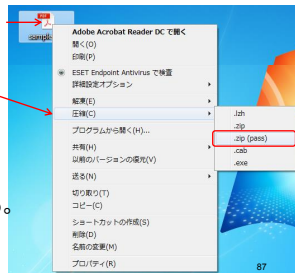 sample
Adobe Acrobat Reader DC で開く
開く(O)
印刷(P)
ESET Endpoint Antivirus で検査
詳細設定オプション
解凍(E)
圧縮(C)
.lzh
.zip
プログラムから開く(H)...
.zip (pass)
共有(H)
.cab
以前のバージョンの復元(V)
.exe
送る(N)
切り取り(T)
。
コピー(C)
ショートカットの作成(S)
削除(D)
名前の変更(M)
プロパティ(R)
87